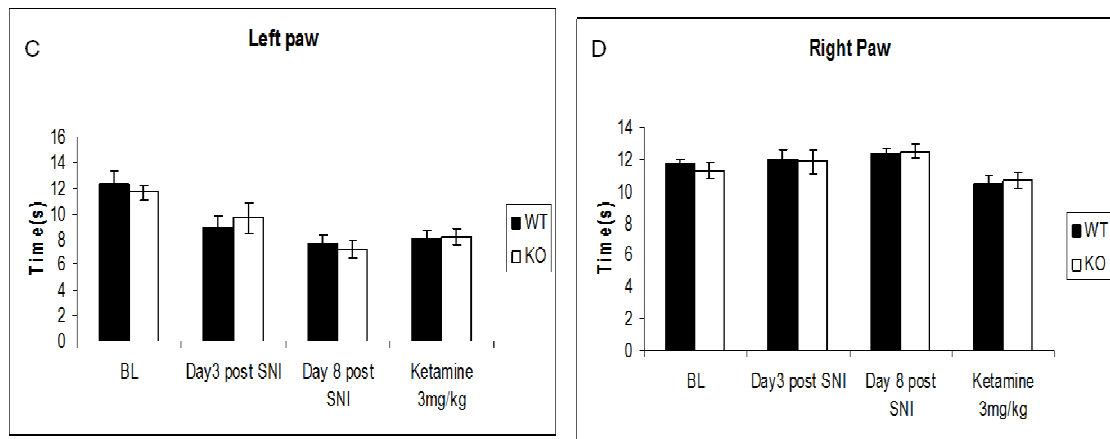 C
Left paw
Time(s)
16
14
12
10
8
6
4
2
0
BL
Day3 post SNI
Day 8 post
SNI
Ketamine
3mg/kg
WT
KO
D
Right Paw
Time(s)
14
12
10
8
6
4
2
0
BL
Day3 post SNI
Day 8 post
SNI
Ketamine
3mg/kg
WT
KO